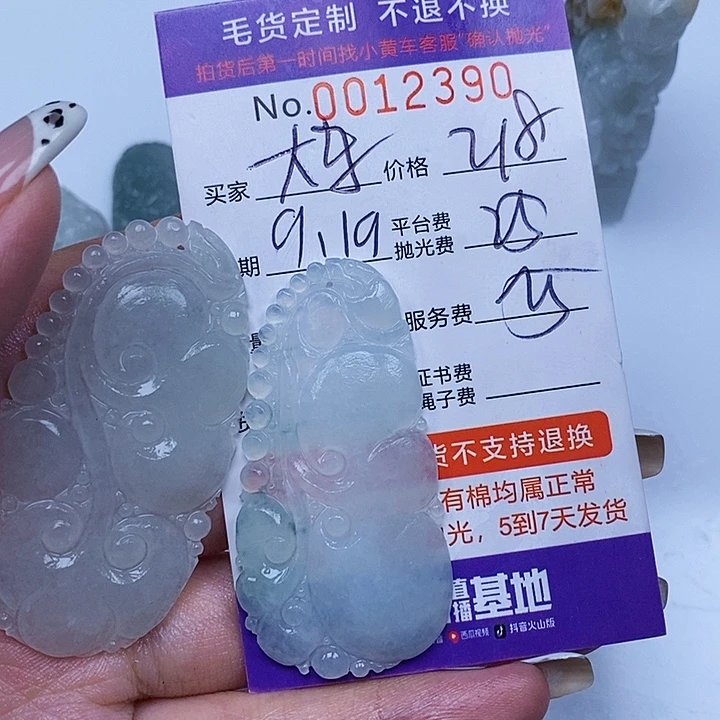 毛货定制 不退不换
拍货后第一时间找小黄车客服"确认抛光"
No.0012390
买家 大牛 价格 218
期 9.19 平台费 抛光费 25
服务费
证书费
绳子费
货不支持退换
有棉均属正常
光，5到7天发货
直播基地
西瓜视频 抖音火山版